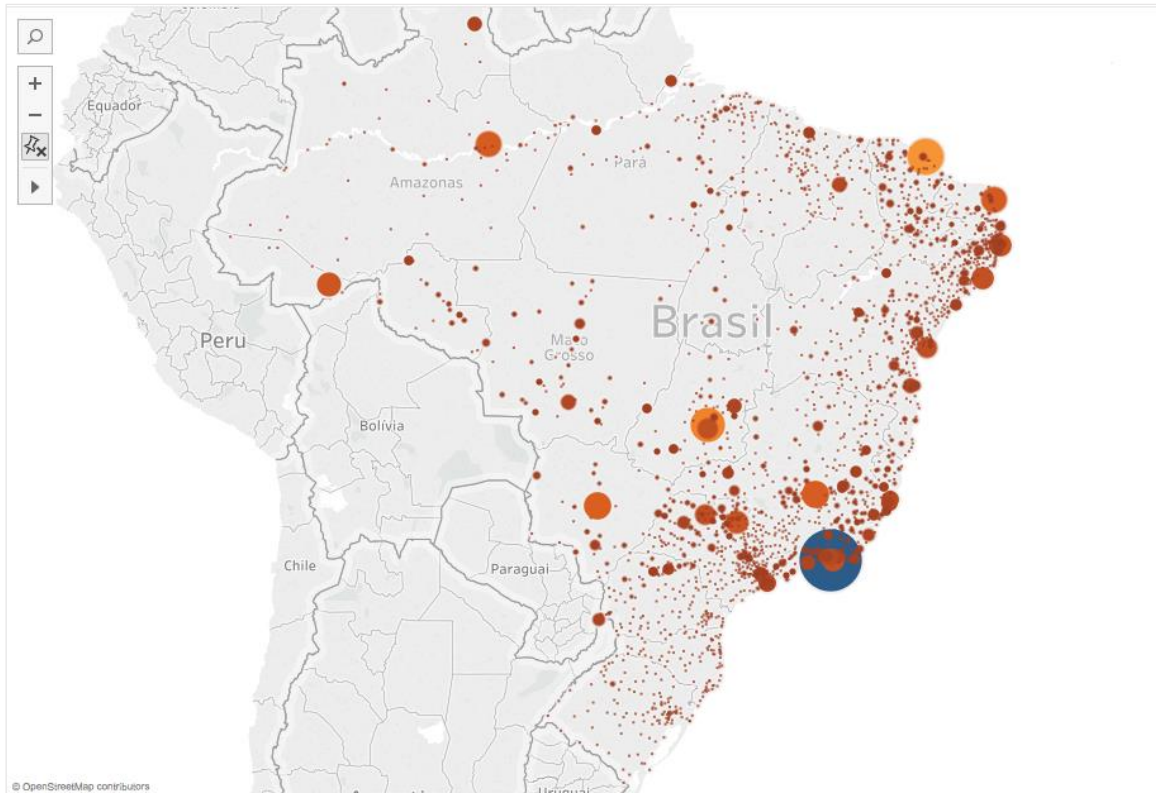 Equador
Amazonas
Pará
Peru
Brasil
Mato
Grosso
Bolívia
Chile
Paraguai
© OpenStreetMap contributors